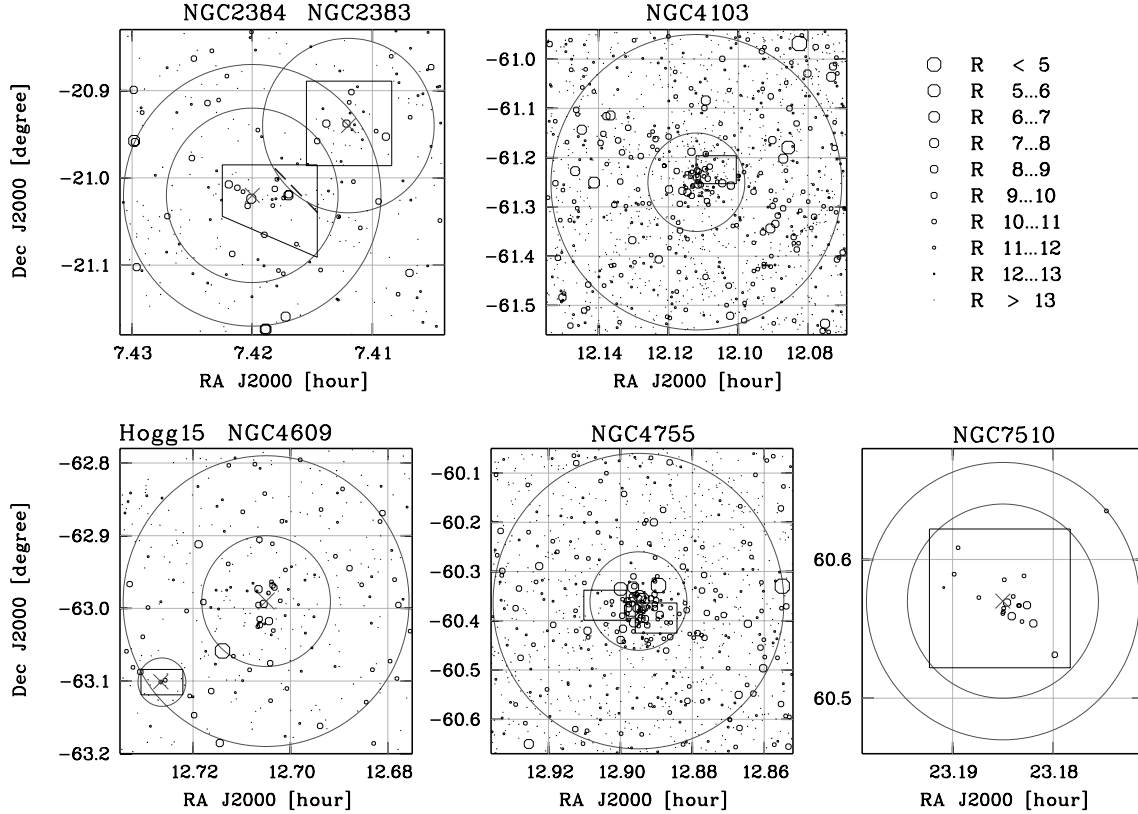 NGC2384 NGC2383
−20.9
−21.0
−21.1
Dec J2000 [degree]
7.43 7.42 7.41
RA J2000 [hour]
NGC4103
−61.0
−61.1
−61.2
−61.3
−61.4
−61.5
12.14 12.12 12.10 12.08
RA J2000 [hour]
R < 5
R 5...6
R 6...7
R 7...8
R 8...9
R 9...10
R 10...11
R 11...12
R 12...13
R > 13
Hogg15 NGC4609
−62.8
−62.9
−63.0
−63.1
−63.2
Dec J2000 [degree]
12.72 12.70 12.68
RA J2000 [hour]
NGC4755
−60.1
−60.2
−60.3
−60.4
−60.5
−60.6
12.92 12.90 12.88 12.86
RA J2000 [hour]
NGC7510
60.6
60.5
23.19 23.18
RA J2000 [hour]